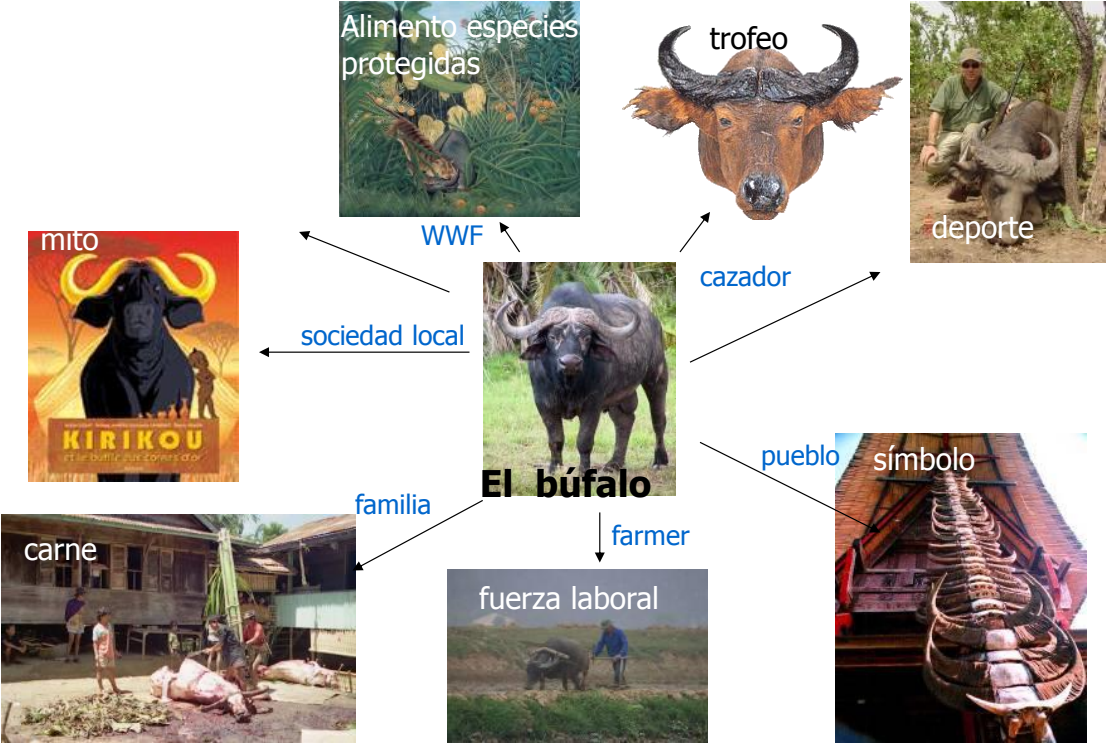 Alimento especies
protegidas
trofeo
deporte
WWF
mito
cazador
sociedad local
KIRIKOU
et le buffle aux cornes d'or
El búfalo
pueblo
símbolo
familia
farmer
carne
fuerza laboral